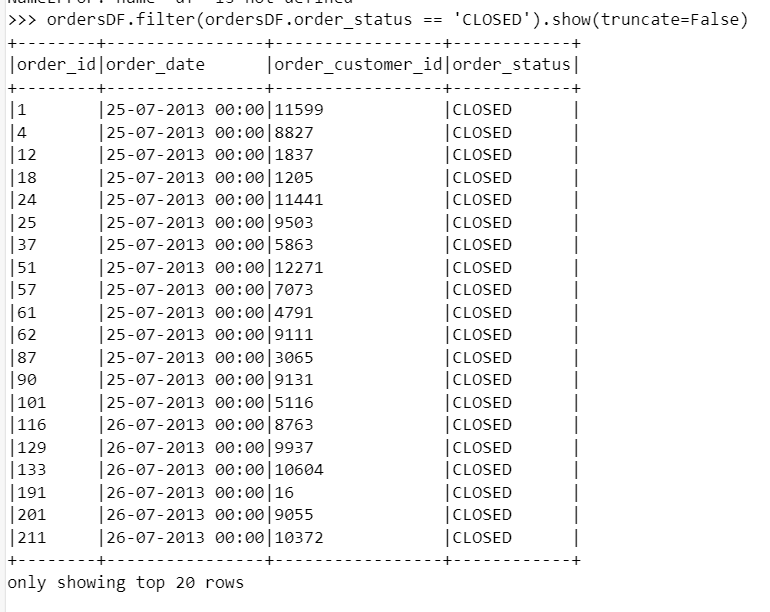 NameError: name 'df' is not defined
>>> ordersDF.filter(ordersDF.order_status == 'CLOSED').show(truncate=False)
+--------+----------------+-----------------+------------+
|order_id|order_date      |order_customer_id|order_status|
+--------+----------------+-----------------+------------+
|1       |25-07-2013 00:00|11599            |CLOSED      |
|4       |25-07-2013 00:00|8827             |CLOSED      |
|12      |25-07-2013 00:00|1837             |CLOSED      |
|18      |25-07-2013 00:00|1205             |CLOSED      |
|24      |25-07-2013 00:00|11441            |CLOSED      |
|25      |25-07-2013 00:00|9503             |CLOSED      |
|37      |25-07-2013 00:00|5863             |CLOSED      |
|51      |25-07-2013 00:00|12271            |CLOSED      |
|57      |25-07-2013 00:00|7073             |CLOSED      |
|61      |25-07-2013 00:00|4791             |CLOSED      |
|62      |25-07-2013 00:00|9111             |CLOSED      |
|87      |25-07-2013 00:00|3065             |CLOSED      |
|90      |25-07-2013 00:00|9131             |CLOSED      |
|101     |25-07-2013 00:00|5116             |CLOSED      |
|116     |26-07-2013 00:00|8763             |CLOSED      |
|129     |26-07-2013 00:00|9937             |CLOSED      |
|133     |26-07-2013 00:00|10604            |CLOSED      |
|191     |26-07-2013 00:00|16               |CLOSED      |
|201     |26-07-2013 00:00|9055             |CLOSED      |
|211     |26-07-2013 00:00|10372            |CLOSED      |
+--------+----------------+-----------------+------------+
only showing top 20 rows